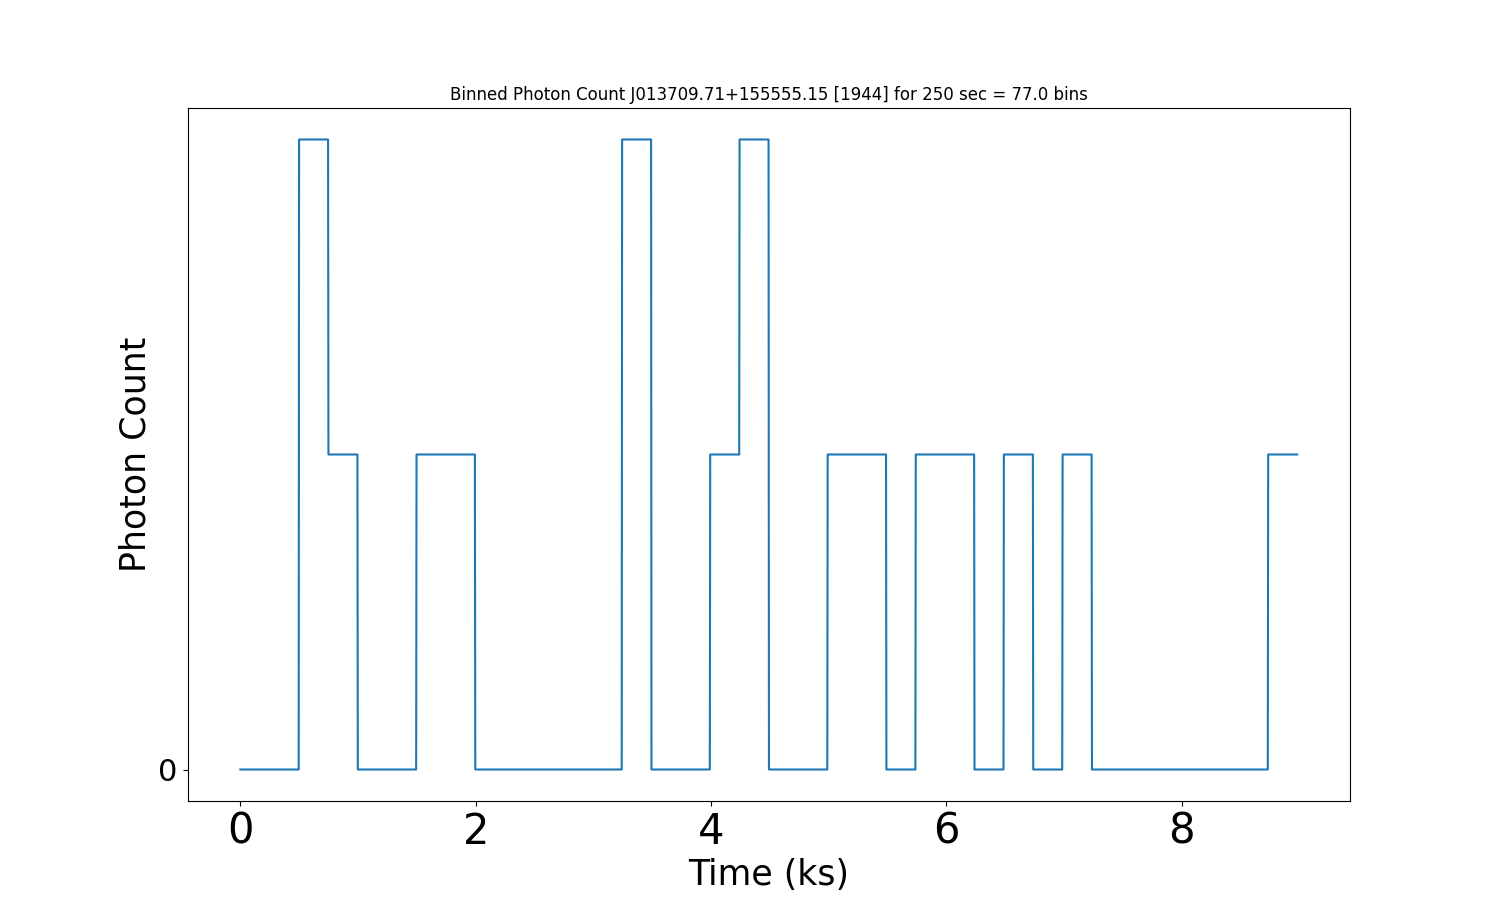 Binned Photon Count J013709.71+155555.15 [1944] for 250 sec = 77.0 bins
Photon Count
0
0 2 4 6 8
Time (ks)